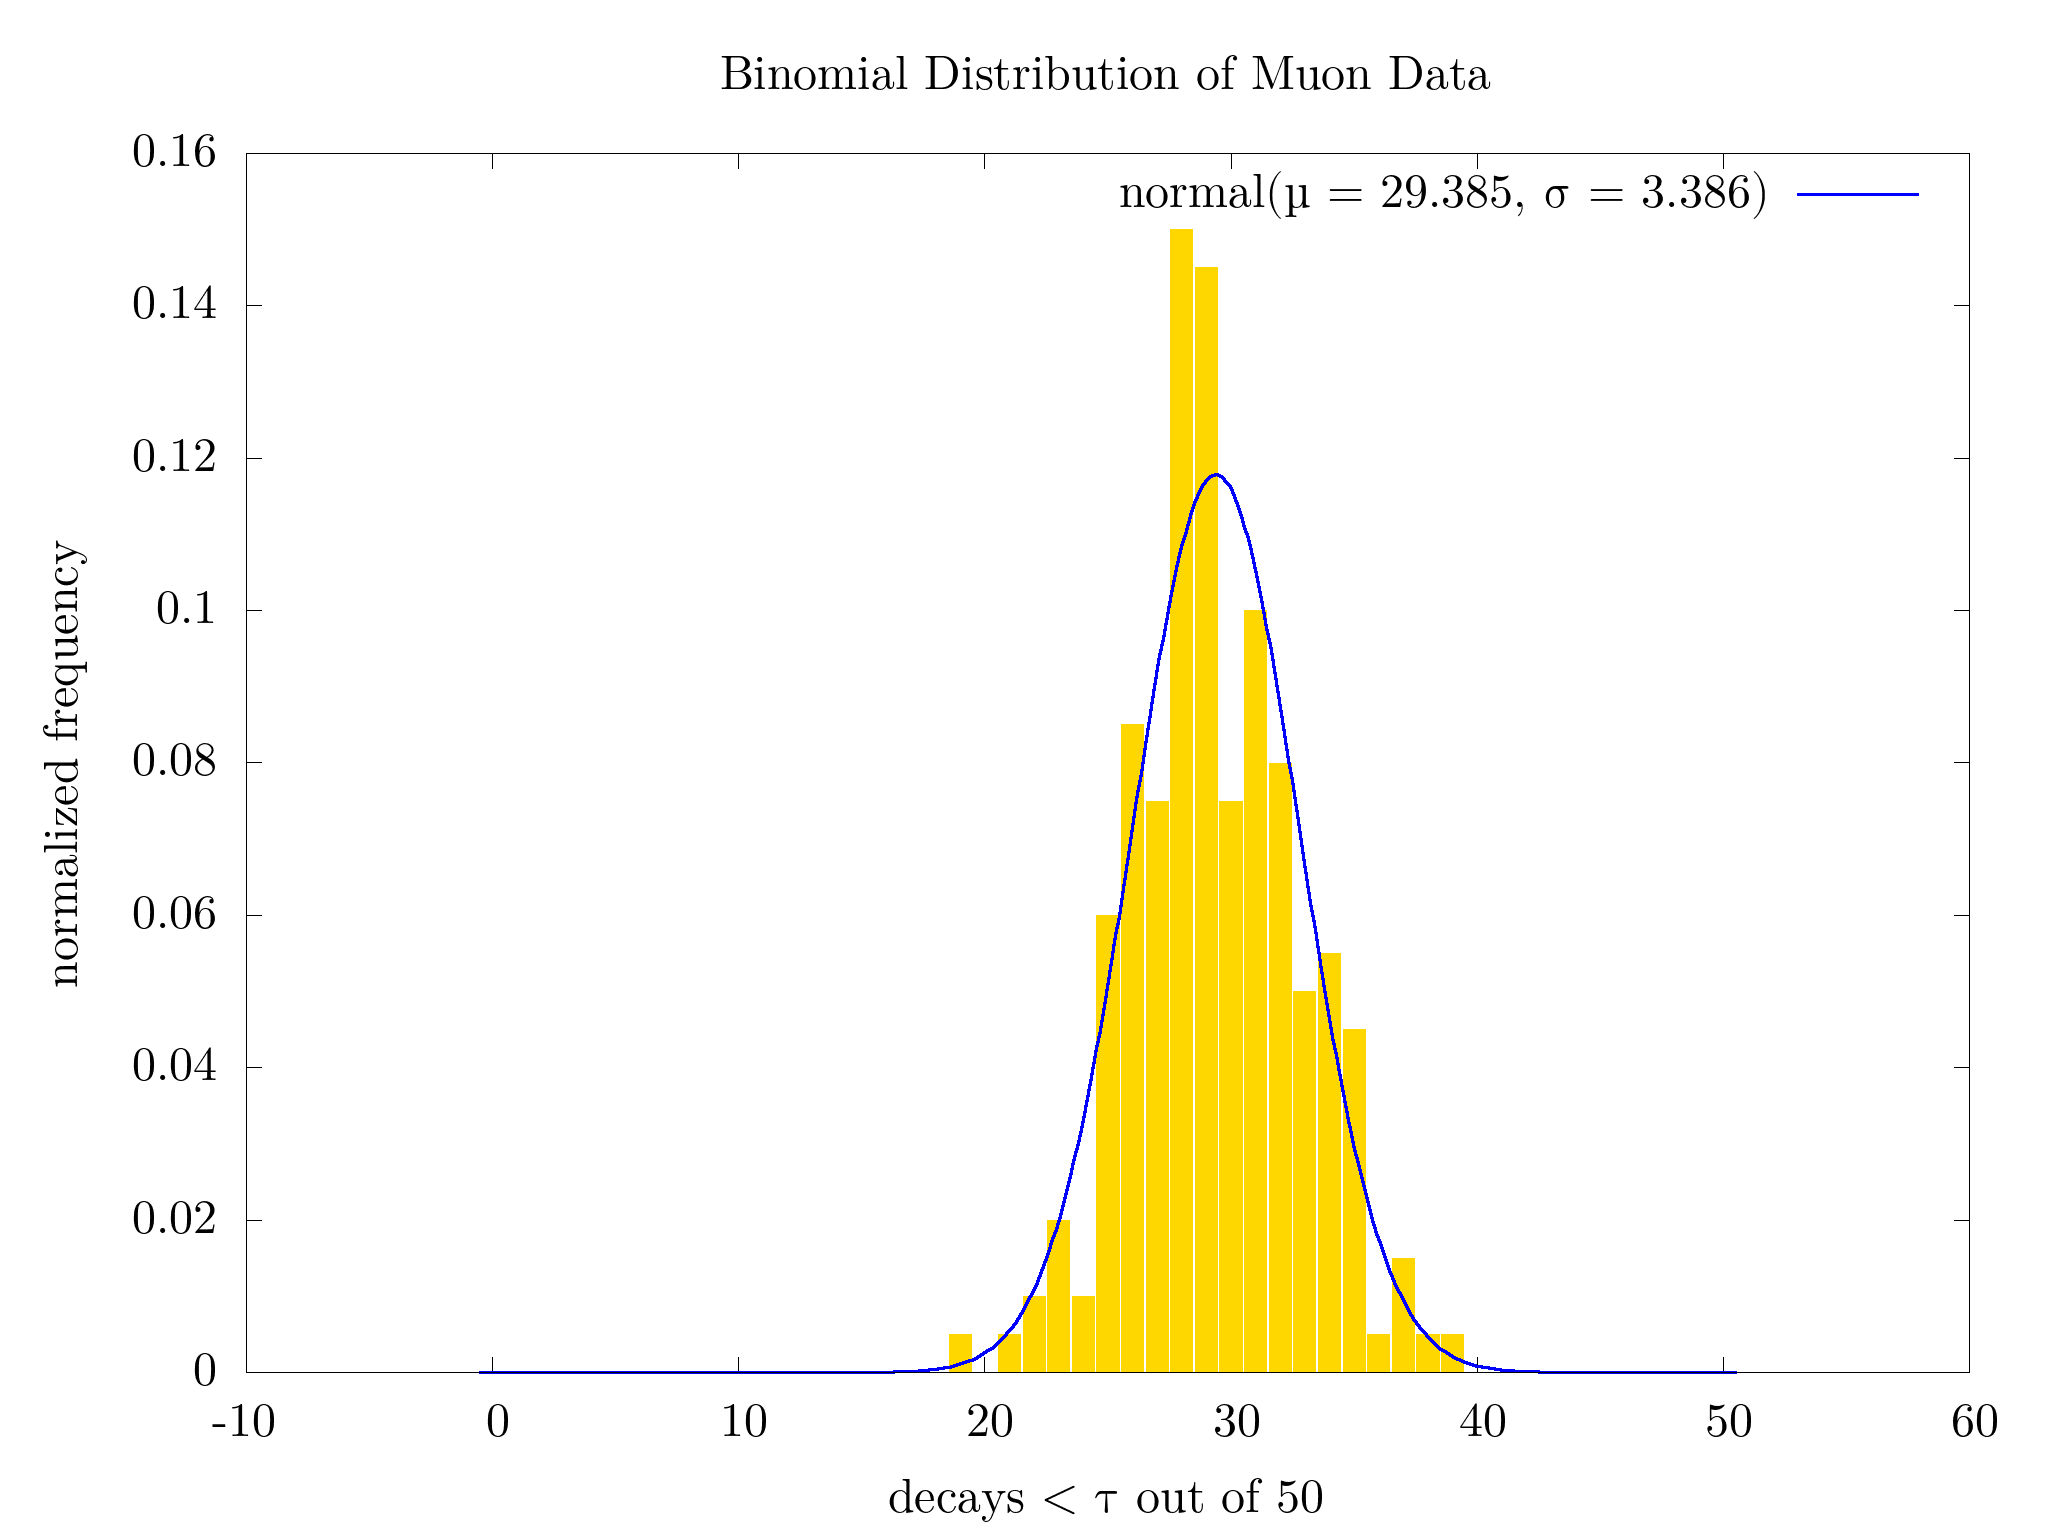 Binomial Distribution of Muon Data
normal(µ = 29.385, σ = 3.386)
normalized frequency
0.16
0.14
0.12
0.1
0.08
0.06
0.04
0.02
0
-10 0 10 20 30 40 50 60
decays < τ out of 50